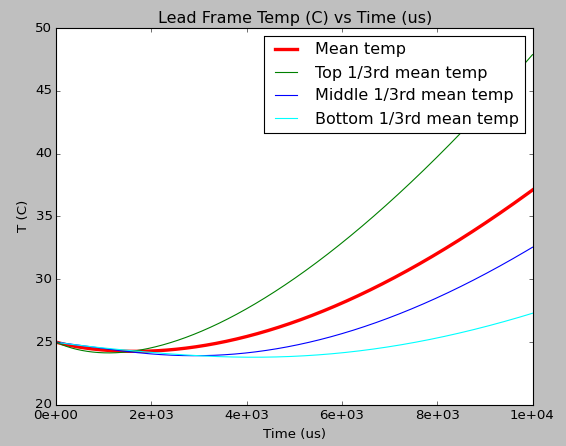 Lead Frame Temp (C) vs Time (us)
50
45
40
35
30
25
20
T (C)
Mean temp
Top 1/3rd mean temp
Middle 1/3rd mean temp
Bottom 1/3rd mean temp
0e+00 2e+03 4e+03 6e+03 8e+03 1e+04
Time (us)